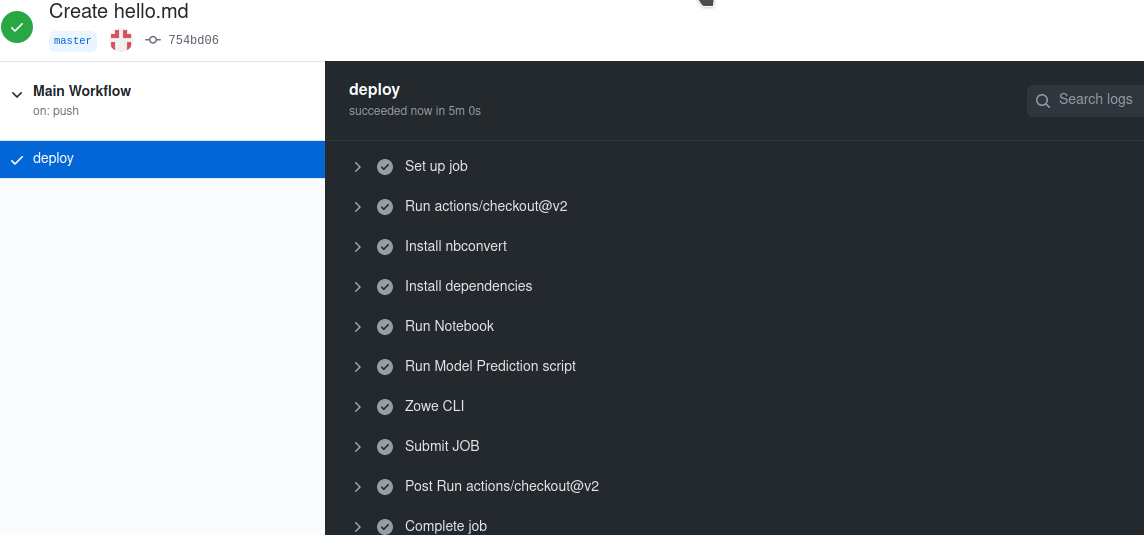 Create hello.md
master 754bd06
Main Workflow
on: push
deploy
deploy
succeeded now in 5m 0s
Search logs
Set up job
Run actions/checkout@v2
Install nbconvert
Install dependencies
Run Notebook
Run Model Prediction script
Zowe CLI
Submit JOB
Post Run actions/checkout@v2
Complete job